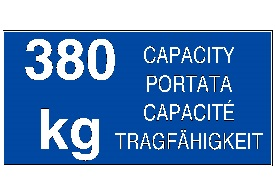 380
kg
CAPACITY
PORTATA
CAPACITÉ
TRAGFÄHIGKEIT